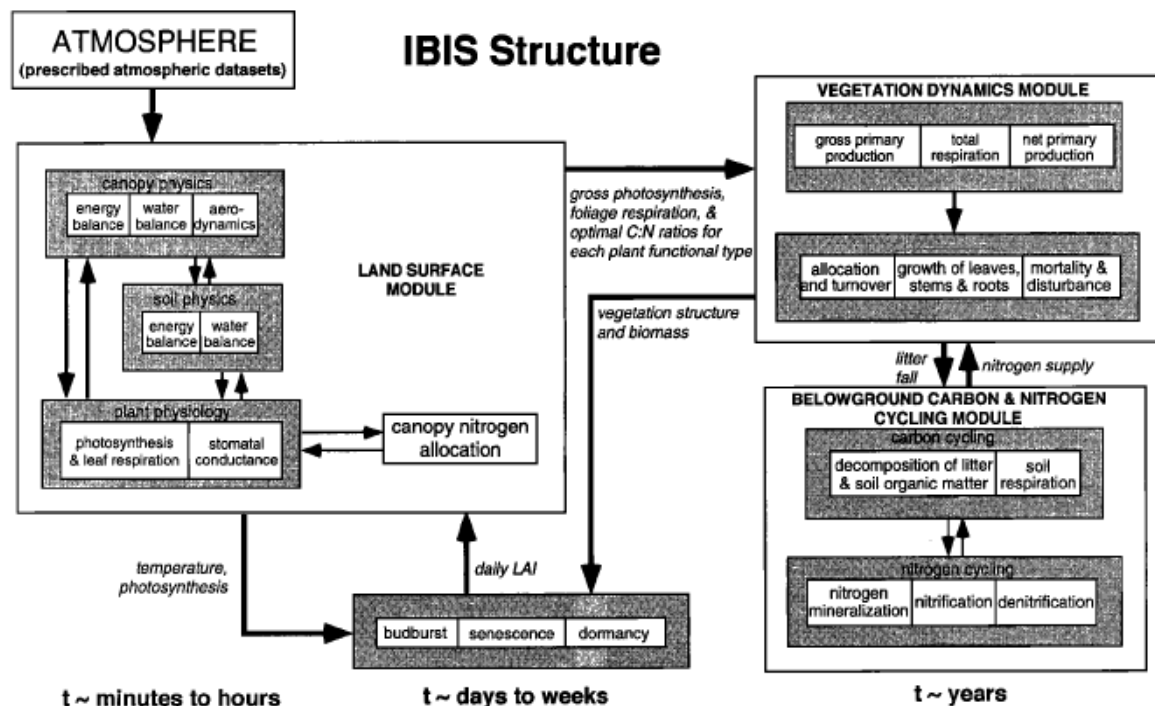 ATMOSPHERE
(prescribed atmospheric datasets)
IBIS Structure
LAND SURFACE
MODULE
canopy physics
energy
balance
water
balance
aero-
dynamics
soil physics
energy
balance
water
balance
plant physiology
photosynthesis
& leaf respiration
stomatal
conductance
canopy nitrogen
allocation
gross photosynthesis,
foliage respiration, &
optimal C:N ratios for
each plant functional type
vegetation structure
and biomass
VEGETATION DYNAMICS MODULE
gross primary
production
total
respiration
net primary
production
allocation
and turnover
growth of leaves,
stems & roots
mortality &
disturbance
litter
fall
nitrogen supply
BELOWGROUND CARBON & NITROGEN
CYCLING MODULE
carbon cycling
decomposition of litter
& soil organic matter
soil
respiration
nitrogen cycling
nitrogen
mineralization
nitrification
denitrification
temperature,
photosynthesis
daily LAI
budburst
senescence
dormancy
t ~ minutes to hours
t ~ days to weeks
t ~ years